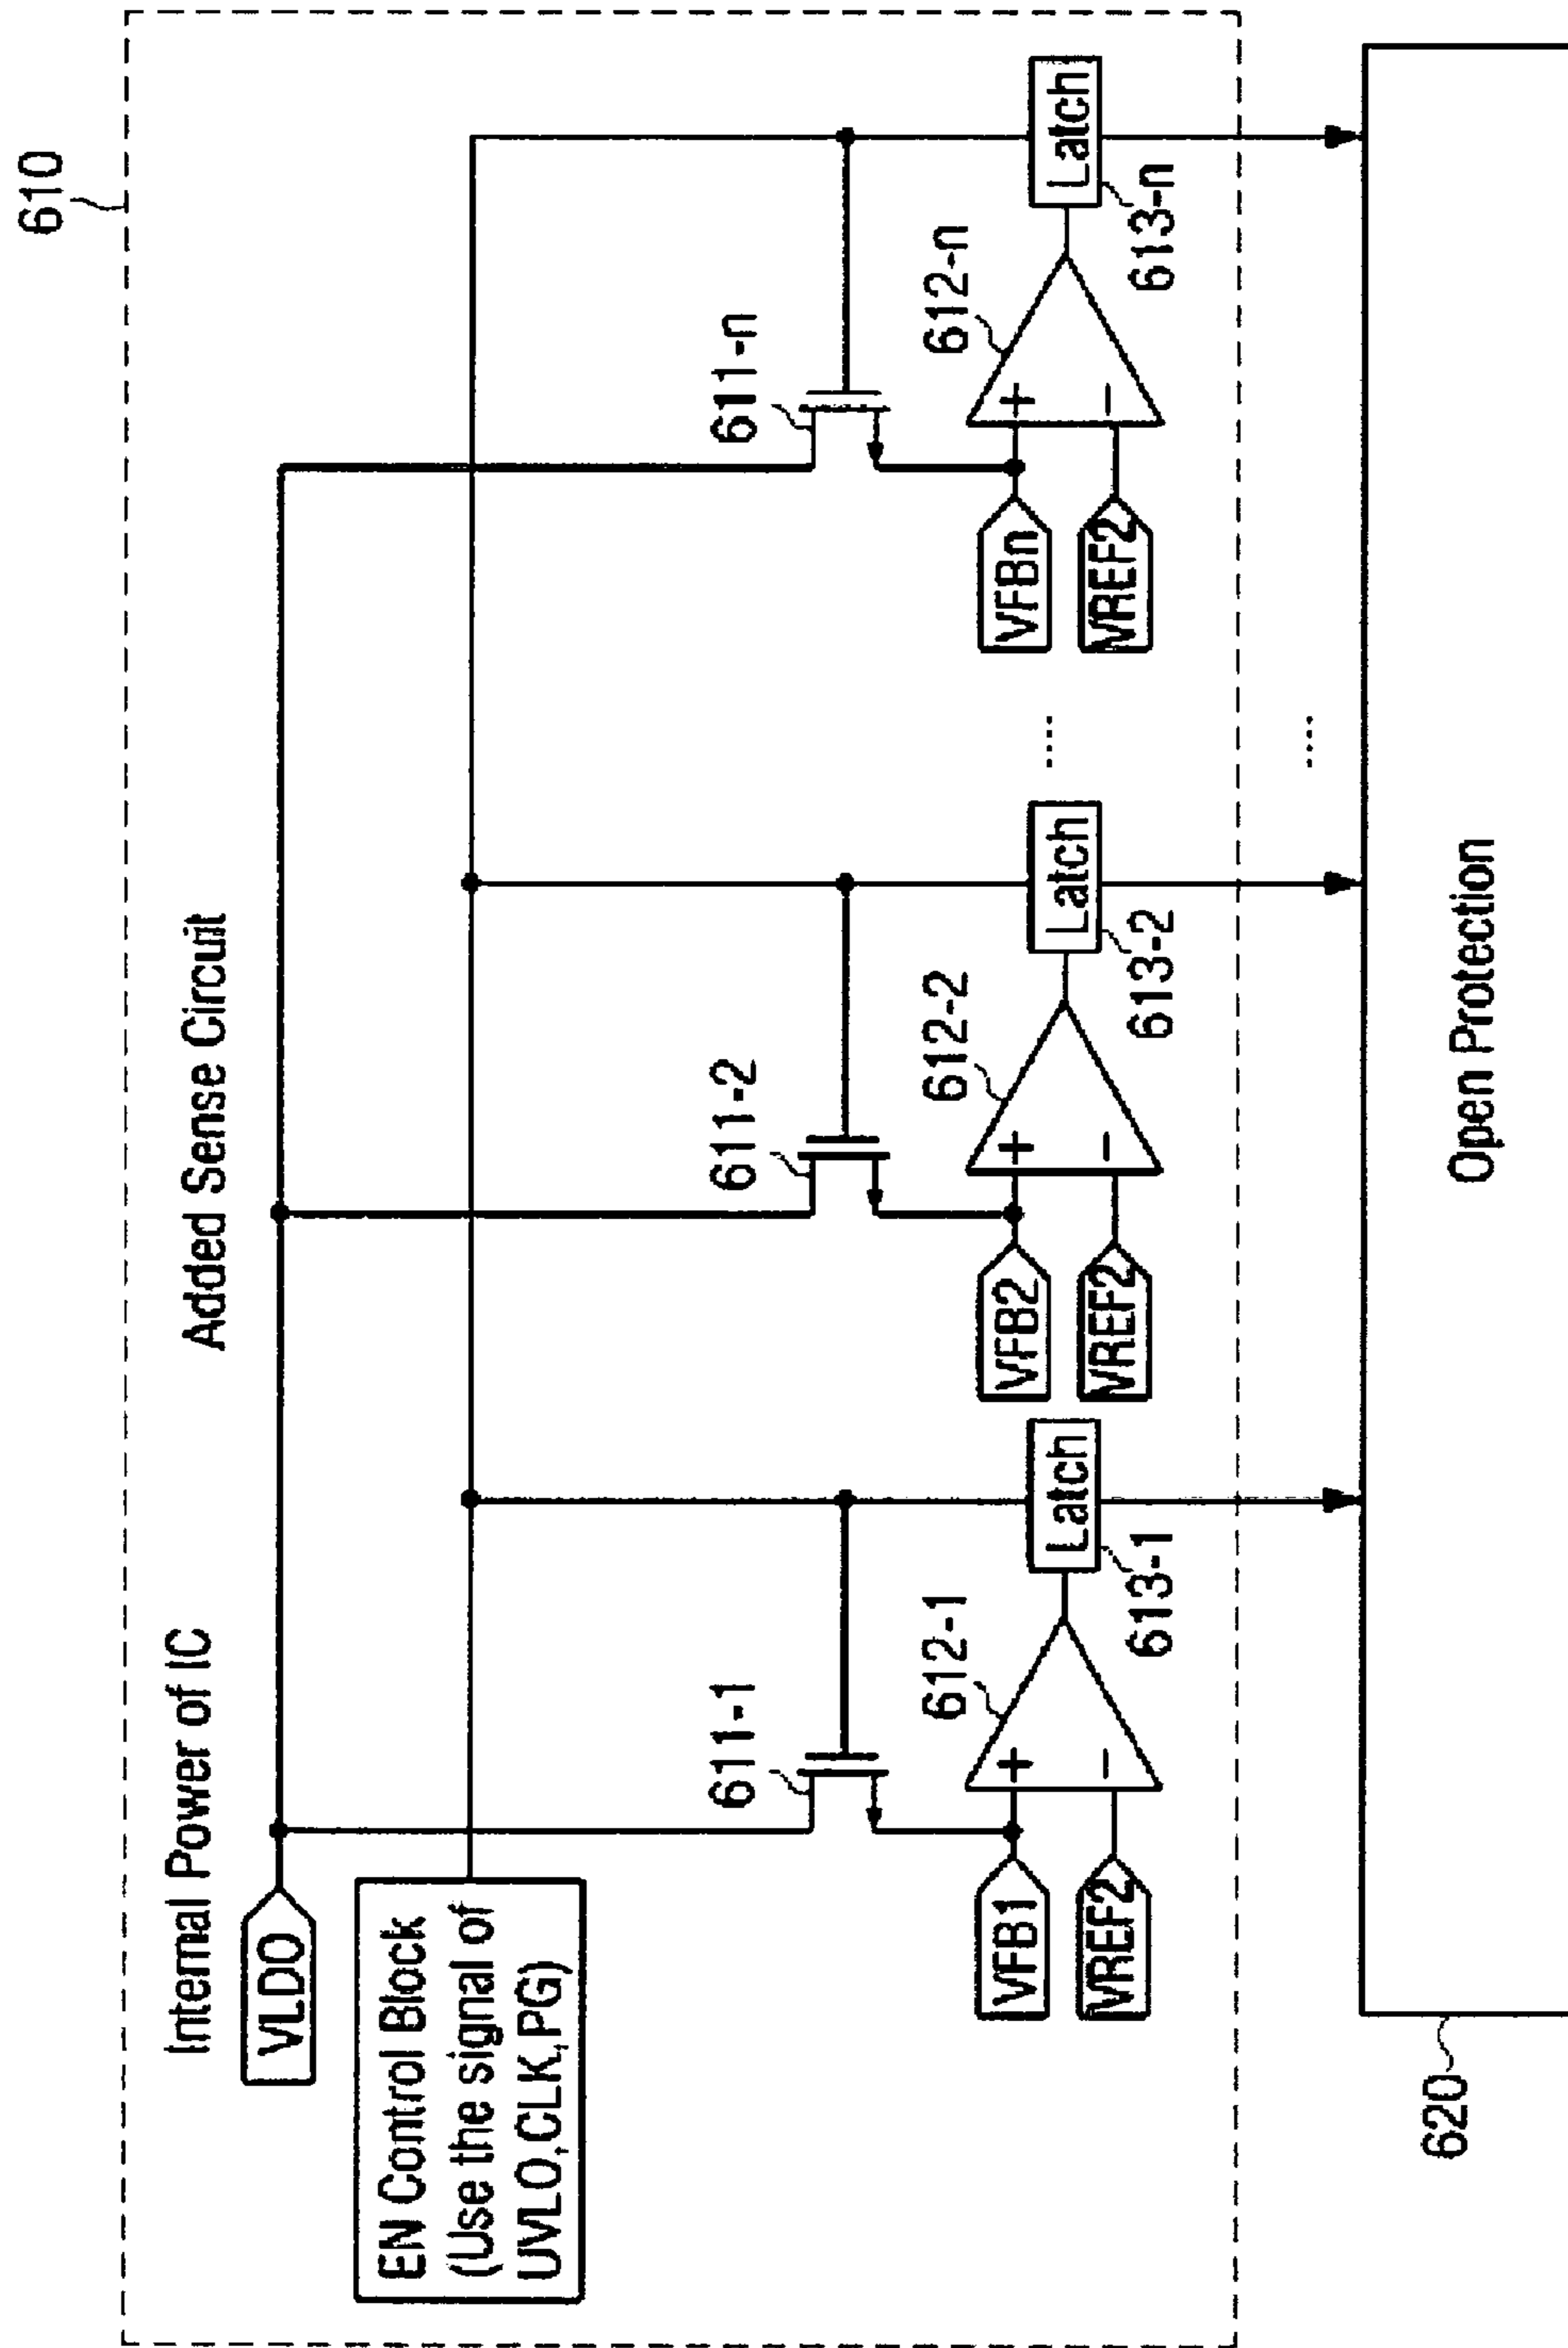 610
Added Sense Circuit
Internal Power of IC
VLDO
EN Control Block
(Use the signal of
UVLO,CLK,PG)
611-1
611-2
611-n
612-1
612-2
612-n
VFB1
+
Latch
VFB2
+
Latch
VFBn
+
Latch
VREF2
−
VREF2
−
VREF2
−
613-1
613-2
613-n
....
....
620
Open Protection